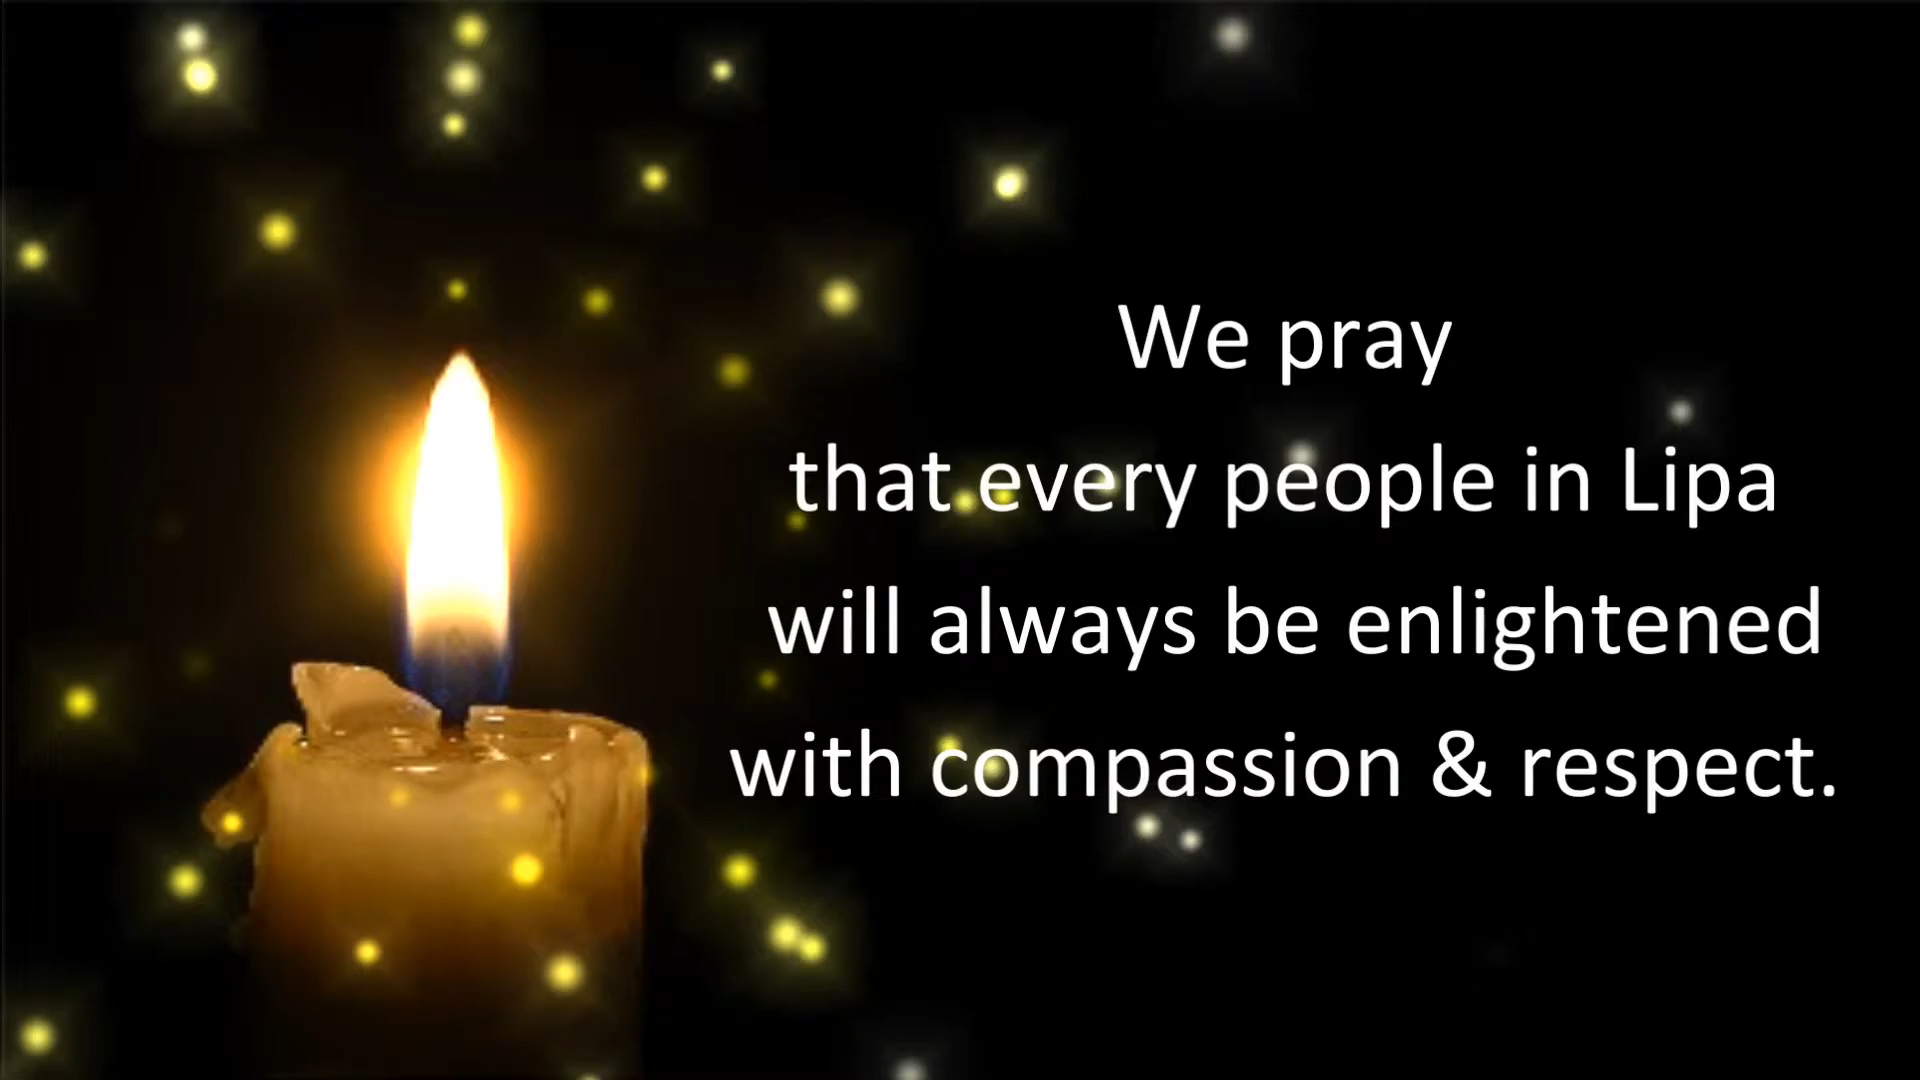 We pray
that every people in Lipa
will always be enlightened
with compassion & respect.